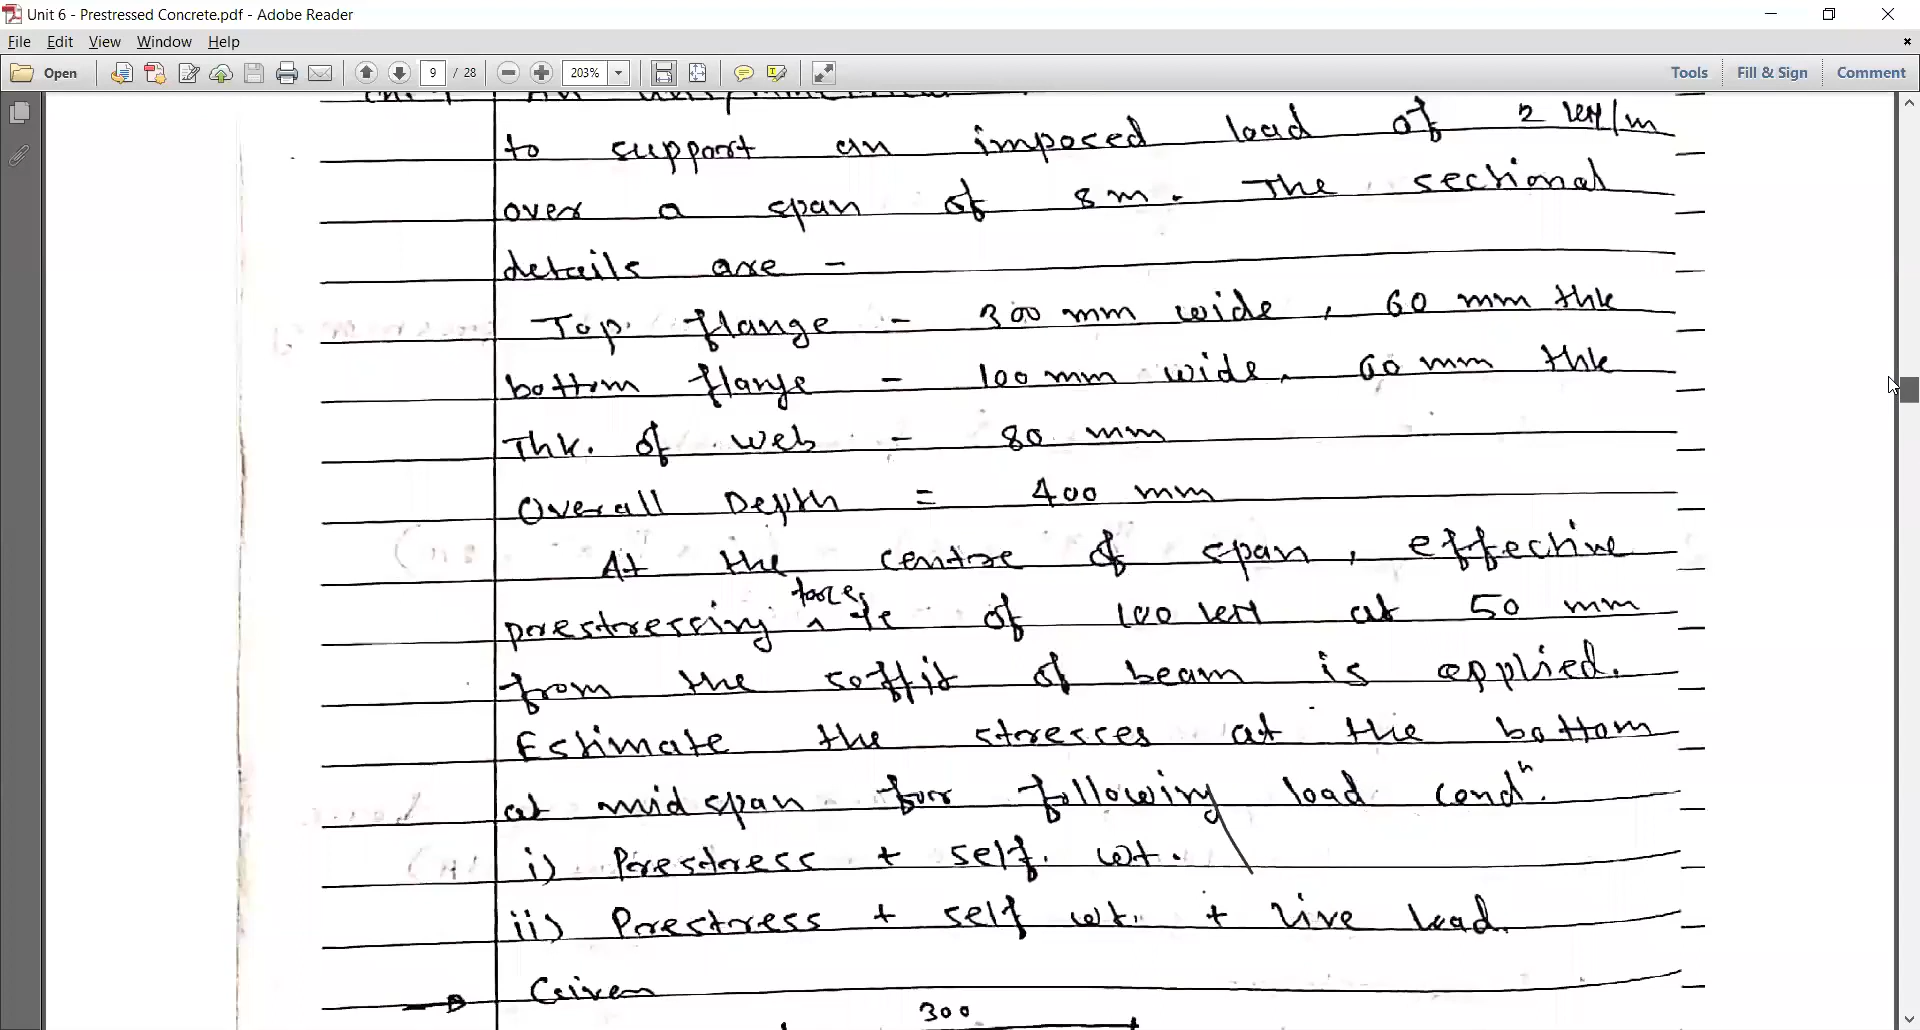 Unit 6 - Prestressed Concrete.pdf - Adobe Reader
File Edit View Window Help
Open 9 / 28 203% Tools Fill & Sign Comment
to support an imposed load of 2 kN/m
over a span of 8m. The sectional
details are -
Top flange - 300 mm wide, 60 mm thk
bottom flange - 100 mm wide, 60 mm thk
Thk. of web - 80 mm
Overall Depth = 400 mm
At the centre of span, effective
force
prestressing of 100 kN at 50 mm
from the soffit of beam is applied.
Estimate the stresses at the bottom
at midspan for following load condn.
i) Prestress + self. wt.
ii) Prestress + self wt. + live load.
Given
300